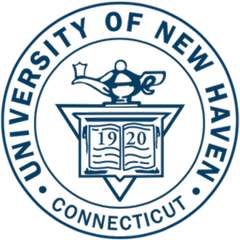 UNIVERSITY OF NEW HAVEN
1920
CONNECTICUT